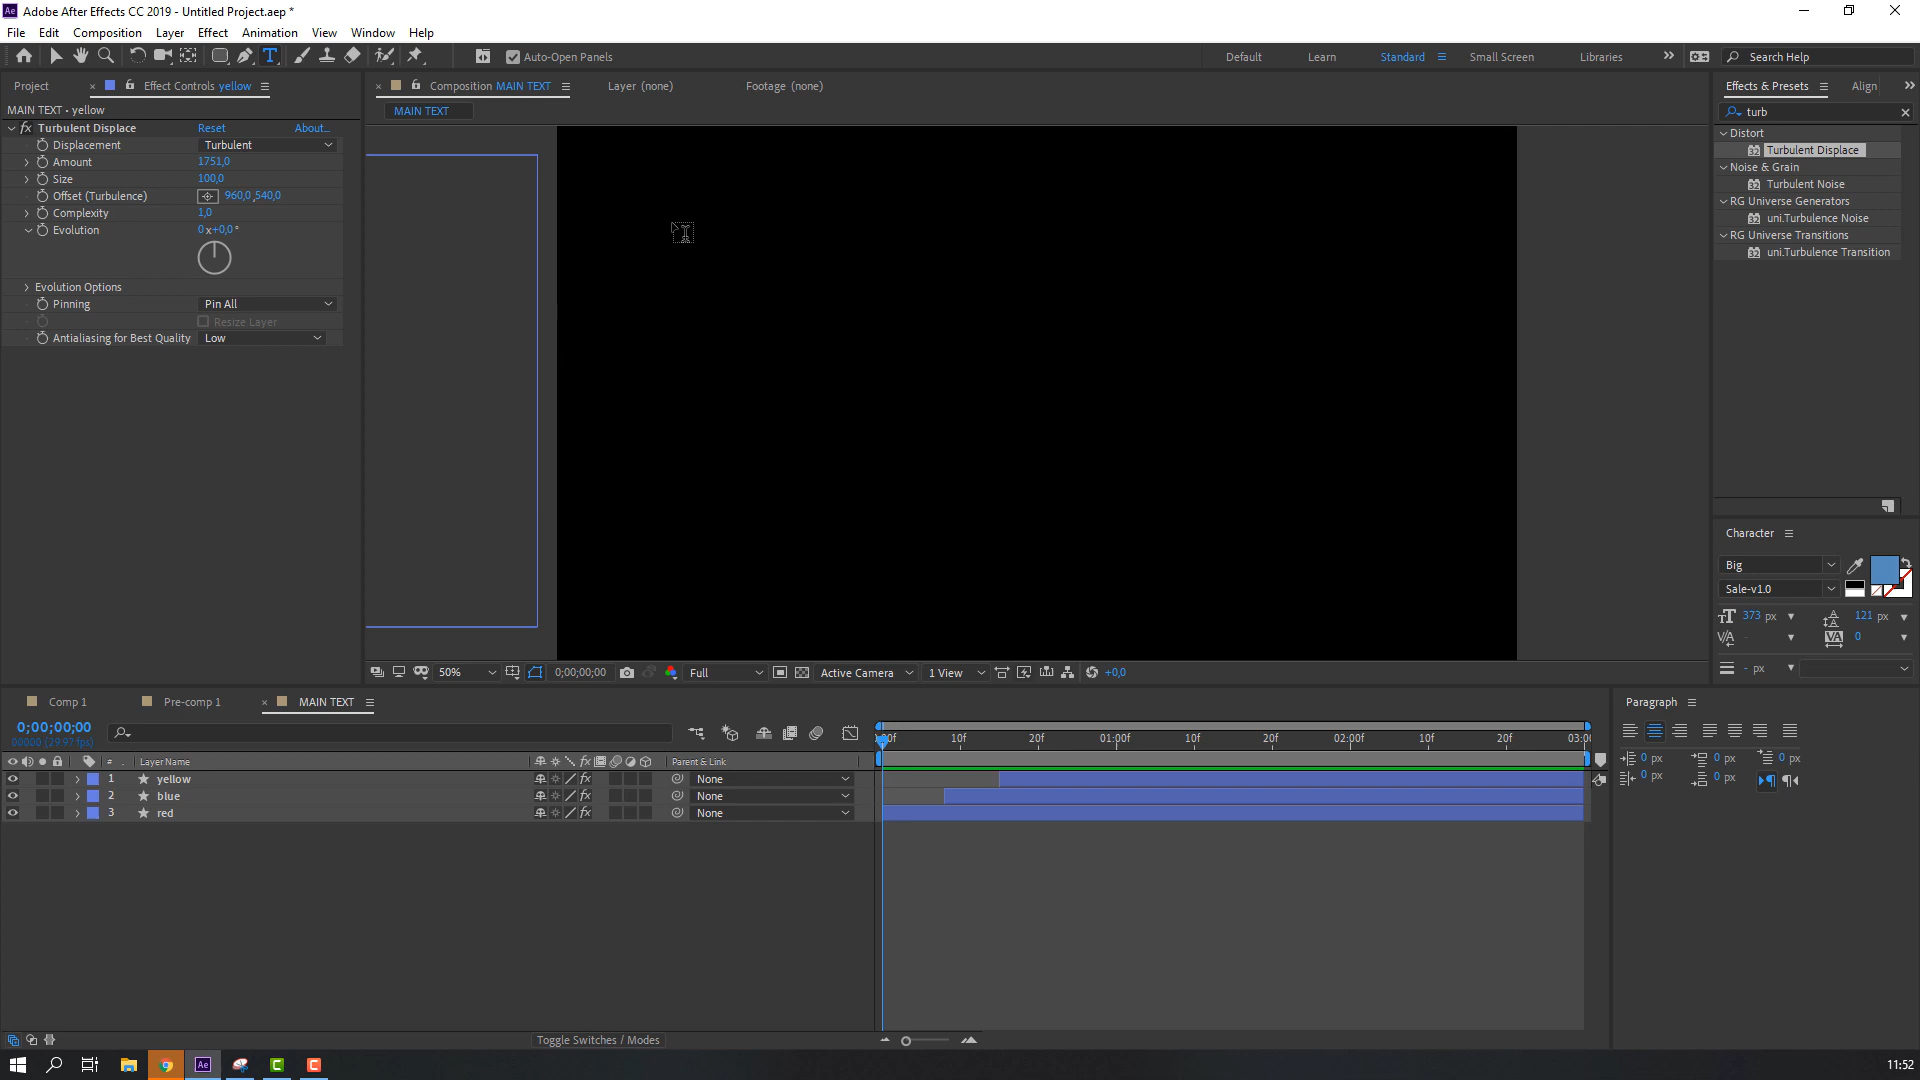 Adobe After Effects CC 2019 - Untitled Project.aep *
File Edit Composition Layer Effect Animation View Window Help
Auto-Open Panels Default Learn Standard Small Screen Libraries Search Help
Project Effect Controls yellow Composition MAIN TEXT Layer (none) Footage (none) Effects & Presets Align
MAIN TEXT • yellow MAIN TEXT turb
Turbulent Displace Reset About... Distort
Displacement Turbulent Turbulent Displace
Amount 1751,0 Noise & Grain
Size 100,0 Turbulent Noise
Offset (Turbulence) 960,0,540,0 RG Universe Generators
Complexity 1,0 uni.Turbulence Noise
Evolution 0x+0,0° RG Universe Transitions
uni.Turbulence Transition
Evolution Options
Pinning Pin All
Resize Layer
Antialiasing for Best Quality Low
Character
Big
Sale-v1.0
373 px 121 px
0
- px
50% 0;00;00;00 Full Active Camera 1 View +0,0
Comp 1 Pre-comp 1 MAIN TEXT Paragraph
0;00;00;00
00000 (29.97 fps)
10f 20f 01:00f 10f 20f 02:00f 10f 20f
# Layer Name Parent & Link
1 yellow None
2 blue None
3 red None
0 px 0 px 0 px
0 px 0 px
Toggle Switches / Modes
11:52